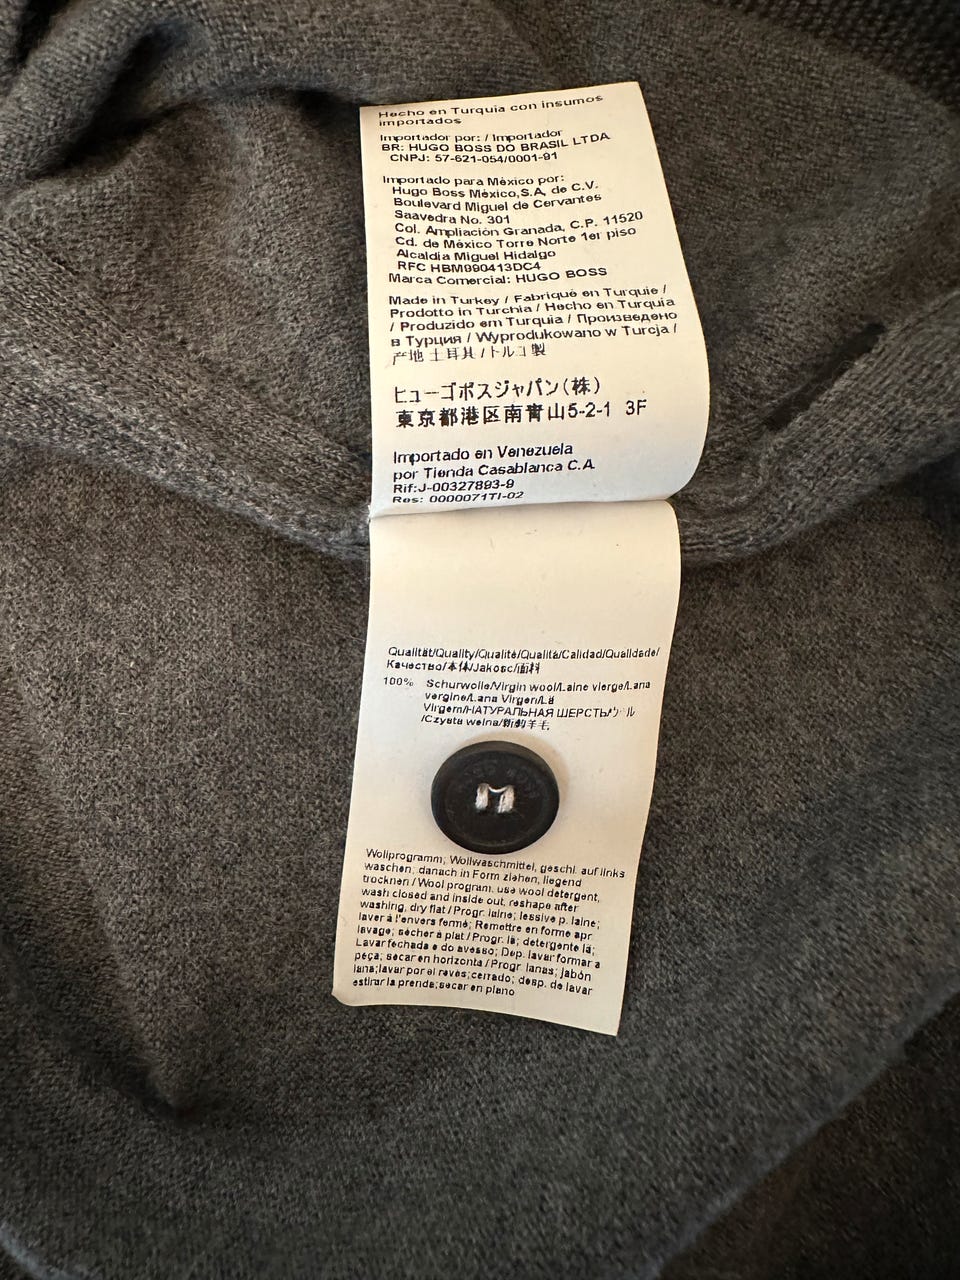 Hecho en Turquía con insumos
importados
Importador por: / Importador
BR: HUGO BOSS DO BRASIL LTDA
CNPJ: 57-621-054/0001-91
Importado para México por:
Hugo Boss México,S.A, de C.V.
Boulevard Miguel de Cervantes
Saavedra No. 301
Col. Ampliación Granada, C.P. 11520
Cd. de México Torre Norte 1er piso
Alcaldia Miguel Hidalgo
RFC HBM990413DC4
Marca Comercial: HUGO BOSS
Made in Turkey / Fabriqué en Turquie /
Prodotto in Turchia / Hecho en Turquia
/ Produzido em Turquia / Произведено
в Турции / Wyprodukowano w Turcja /
产地 土耳其 / トルコ製
ヒューゴボスジャパン(株)
東京都港区南青山5-2-1 3F
Importado en Venezuela
por Tienda Casablanca C.A
Rif:J-00327893-9
Res: 0000071TI-02
Qualität/Quality/Qualité/Qualità/Calidad/Qualidade/
Качество/本体/Jakość/面料
100% Schurwolle/Virgin wool/Laine vierge/Lana
vergine/Lana Virgen/Lã
Virgem/НАТУРАЛЬНАЯ ШЕРСТЬ/ウール
/Czysta wełna/新的羊毛
Wollprogramm; Wollwaschmittel, geschl. auf links
waschen; danach in Form ziehen, liegend
trocknen / Wool program, use wool detergent,
wash closed and inside out, reshape after
washing, dry flat / Progr. laine; lessive p. laine;
laver à l'envers fermé; Remettre en forme apr
lavage; sécher à plat / Progr. lã; detergente lã;
Lavar fechada e do avesso; Dep. lavar formar a
peça; secar en horizonta / Progr. lanas; jabón
lana;lavar por el revés;cerrado; desp. de lavar
estirar la prenda;secar en plano